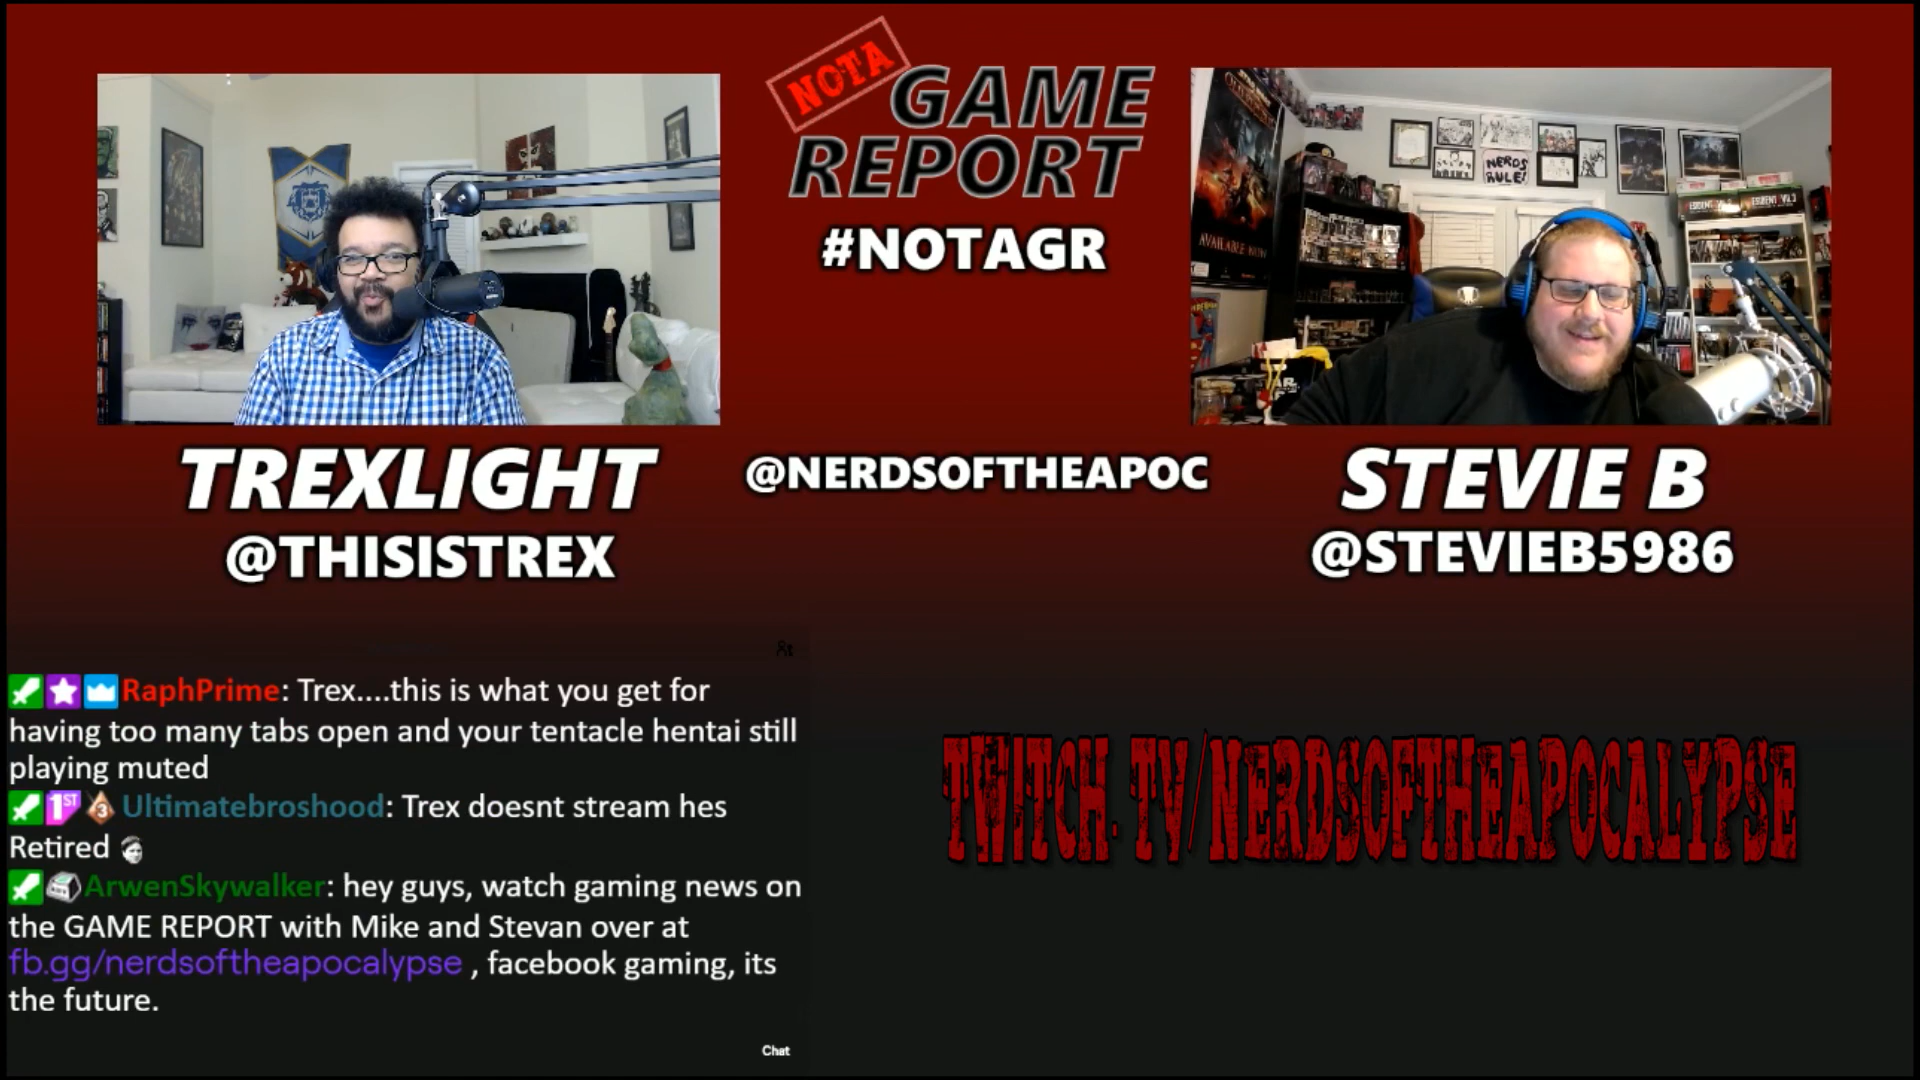 NOTA
GAME
REPORT
#NOTAGR
AVAILABLE NOW
NERDS
RULE!
TREXLIGHT
@THISISTREX
@NERDSOFTHEAPOC
STEVIE B
@STEVIEB5986
RaphPrime: Trex....this is what you get for
having too many tabs open and your tentacle hentai still
playing muted
1ST 3 Ultimatebroshood: Trex doesnt stream hes
Retired
ArwenSkywalker: hey guys, watch gaming news on
the GAME REPORT with Mike and Stevan over at
fb.gg/nerdsoftheapocalypse , facebook gaming, its
the future.
Chat
TWITCH.TV/NERDSOFTHEAPOCALYPSE